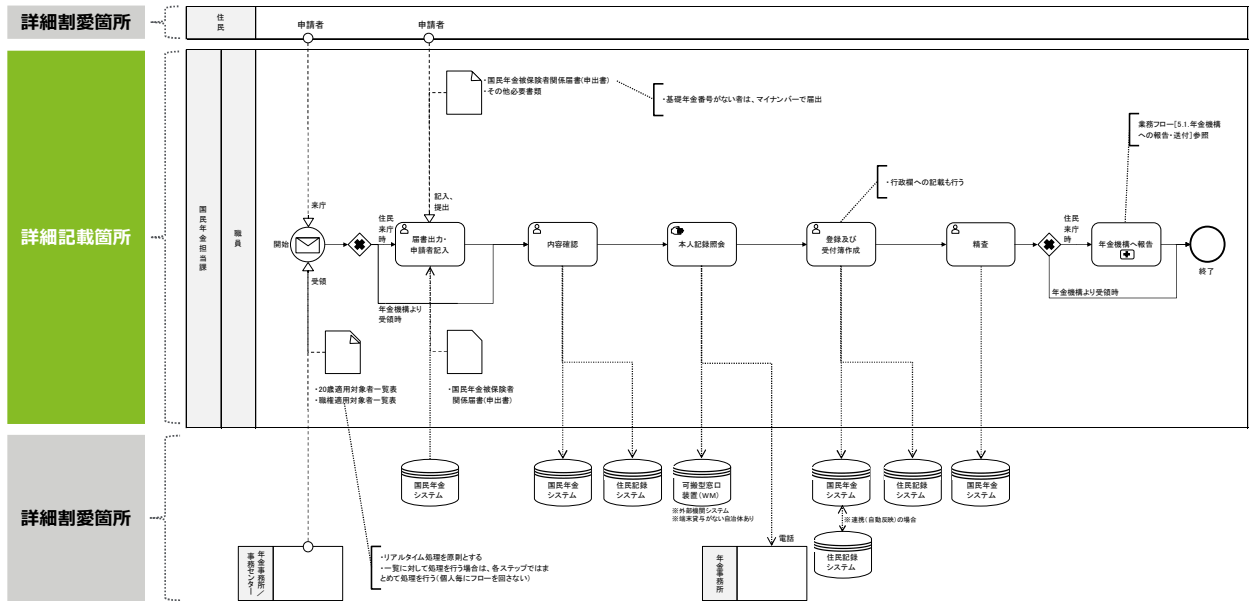 詳細割愛箇所
住民
申請者
申請者
詳細記載箇所
国民年金担当課
職員
・国民年金被保険者関係届書(申出書)
・その他必要書類
・基礎年金番号がない者は、マイナンバーで届出
業務フロー[5.1.年金機構
への報告・送付]参照
・行政欄への記載も行う
来庁
記入、
提出
開始
住民
来庁
時
届書出力・
申請者記入
内容確認
本人記録照会
登録及び
受付簿作成
精査
住民
来庁
時
年金機構へ報告
終了
受領
年金機構より
受領時
年金機構より受領時
・20歳適用対象者一覧表
・職権適用対象者一覧表
・国民年金被保険者
関係届書(申出書)
詳細割愛箇所
国民年金
システム
国民年金
システム
住民記録
システム
可搬型窓口
装置(WM)
※外部機関システム
※端末貸与がない自治体あり
国民年金
システム
住民記録
システム
国民年金
システム
※連携(自動反映)の場合
住民記録
システム
年金事務所/
事務センター
・リアルタイム処理を原則とする
・一覧に対して処理を行う場合は、各ステップではま
とめて処理を行う(個人毎にフローを回さない)
電話
年金事務所